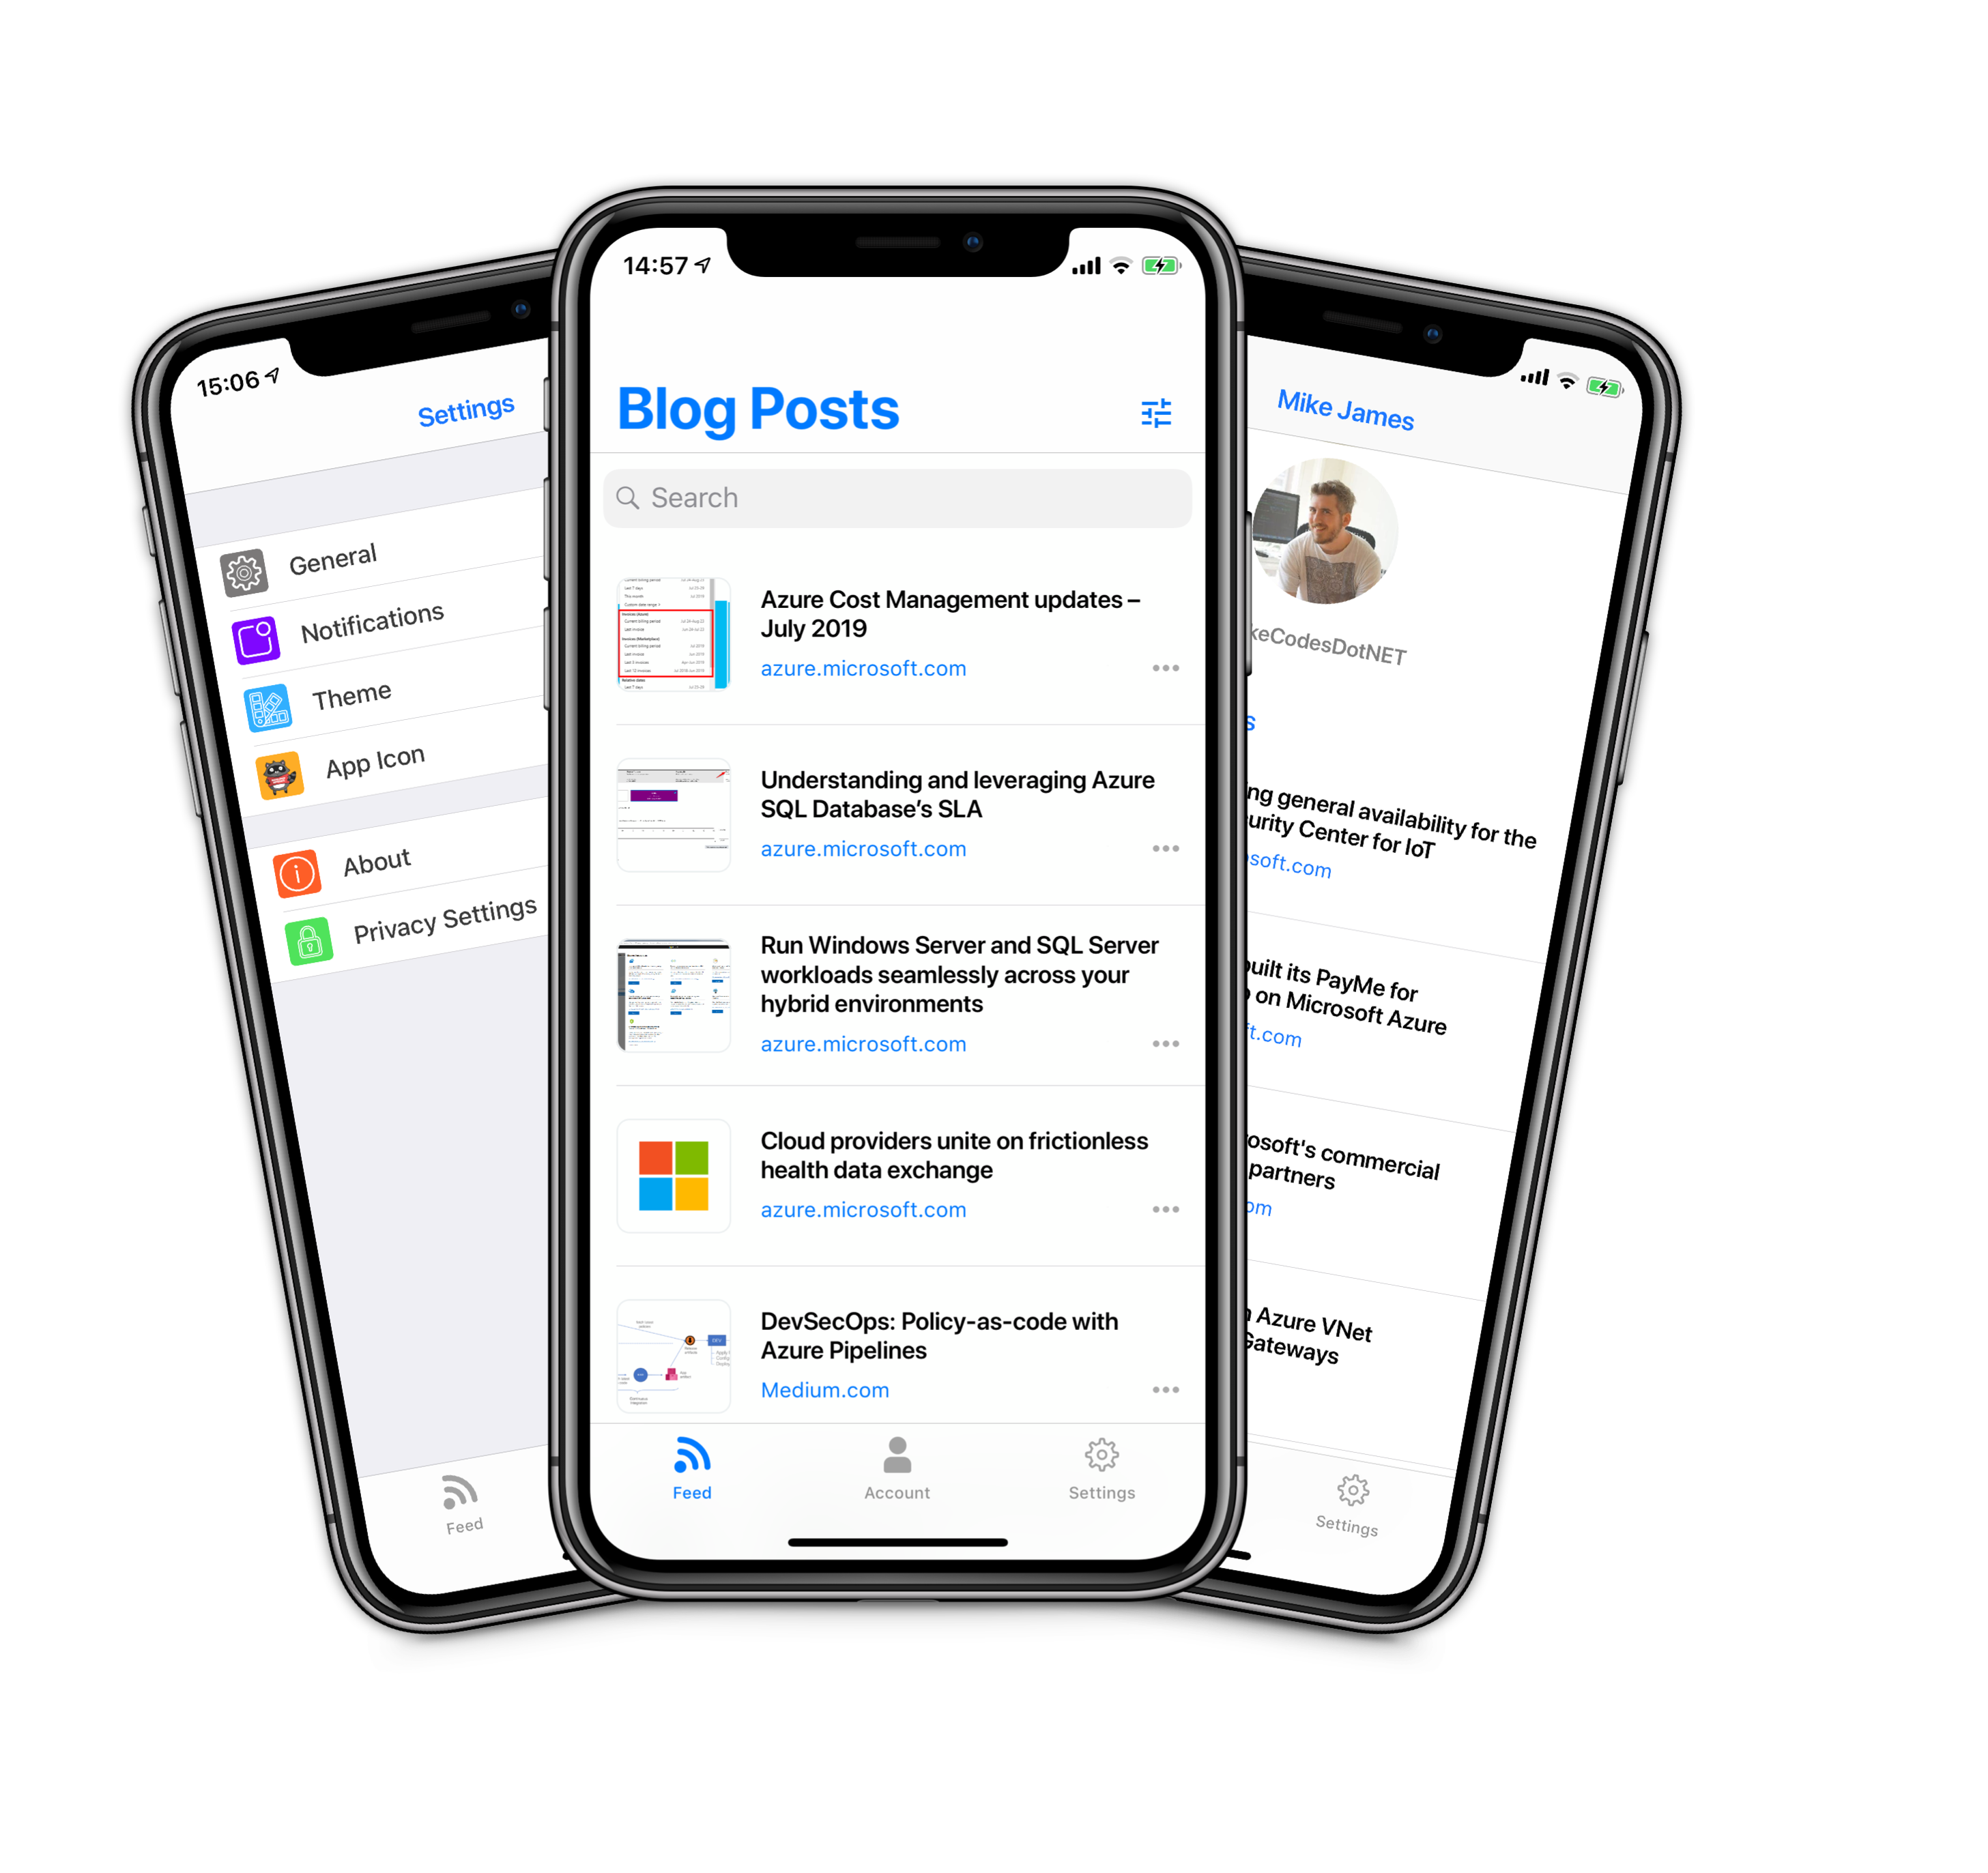 15:06
Settings
General
Notifications
Theme
App Icon
About
Privacy Settings
Feed
14:57
Blog Posts
Search
Azure Cost Management updates –
July 2019
azure.microsoft.com
Understanding and leveraging Azure
SQL Database’s SLA
azure.microsoft.com
Run Windows Server and SQL Server
workloads seamlessly across your
hybrid environments
azure.microsoft.com
Cloud providers unite on frictionless
health data exchange
azure.microsoft.com
DevSecOps: Policy-as-code with
Azure Pipelines
Medium.com
Feed
Account
Settings
Mike James
keCodesDotNET
s
ng general availability for the
urity Center for IoT
soft.com
uilt its PayMe for
on Microsoft Azure
t.com
osoft's commercial
partners
om
Azure VNet
Gateways
Settings